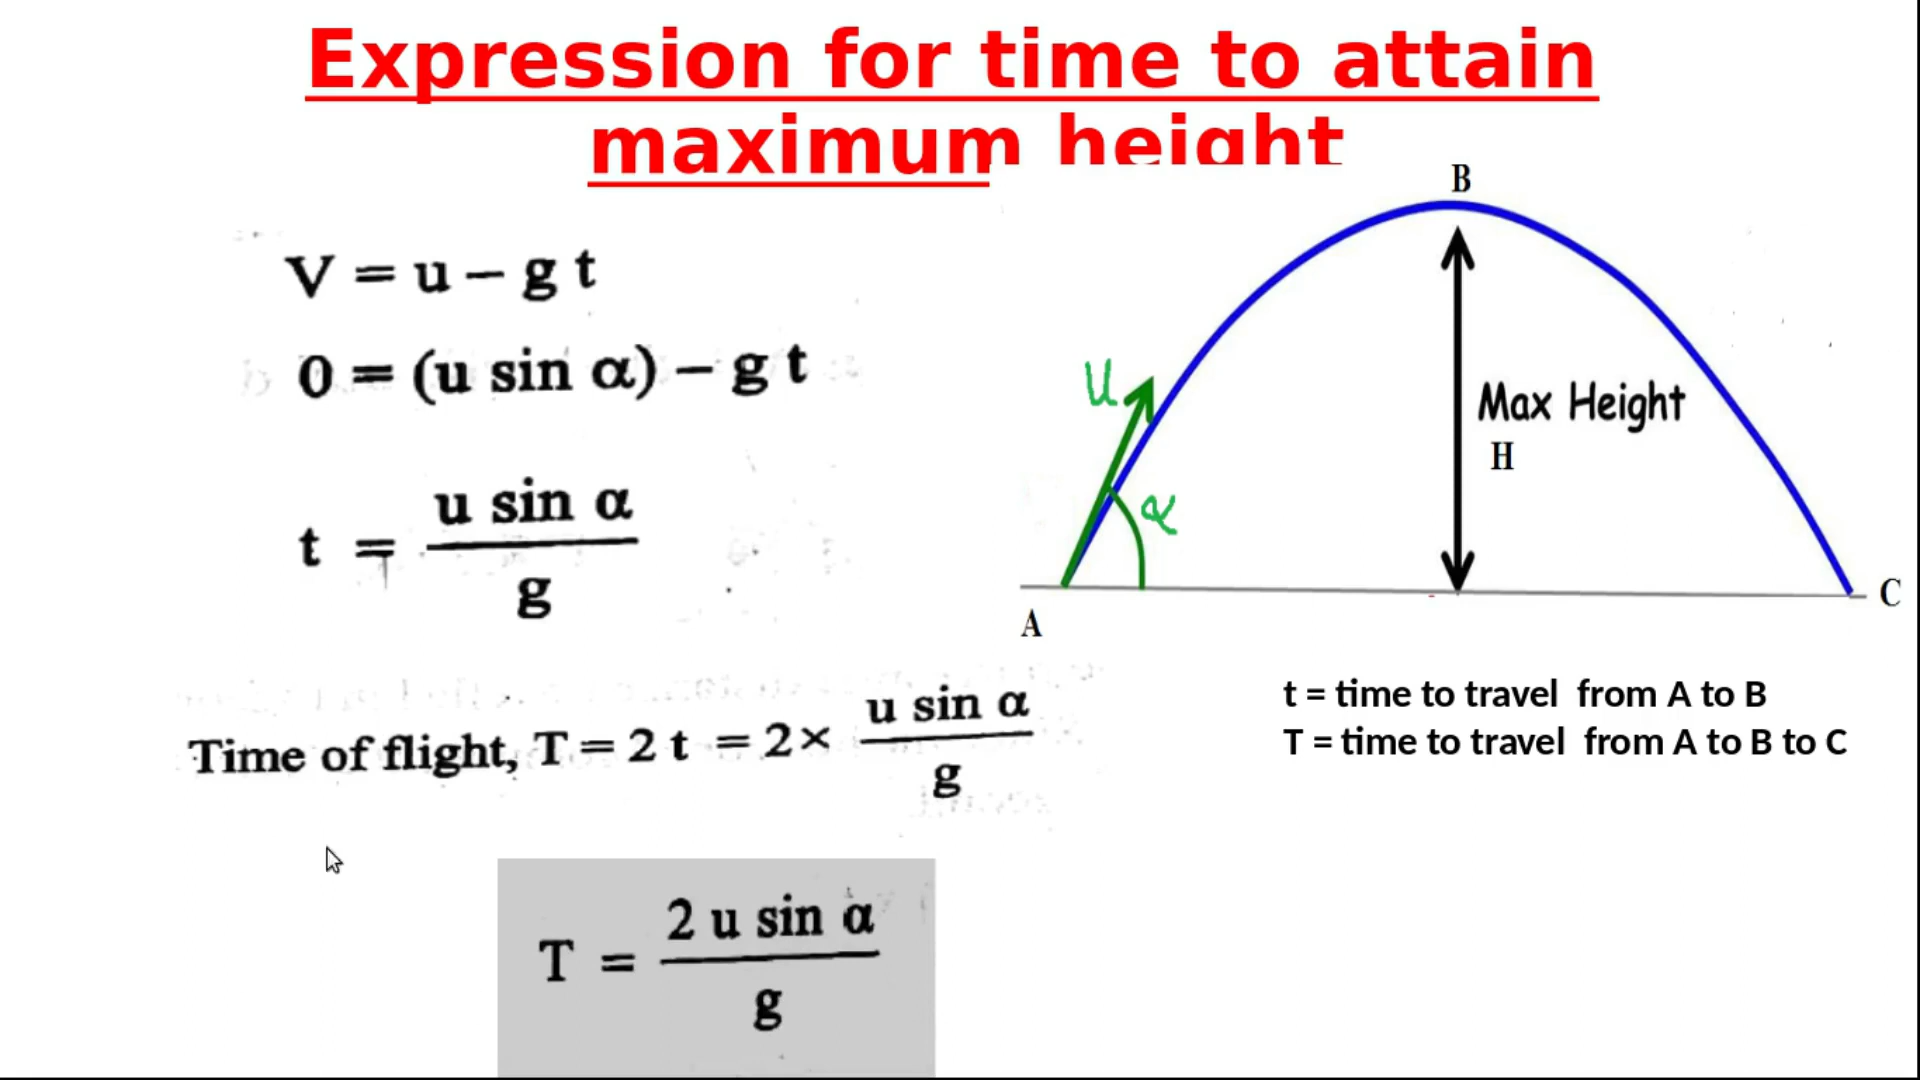 Expression for time to attain
maximum height
V = u – g t
0 = (u sin α) – g t
t = u sin α / g
Time of flight, T = 2 t = 2 × u sin α / g
T = 2 u sin α / g
B
U
α
Max Height
H
A
C
t = time to travel from A to B
T = time to travel from A to B to C